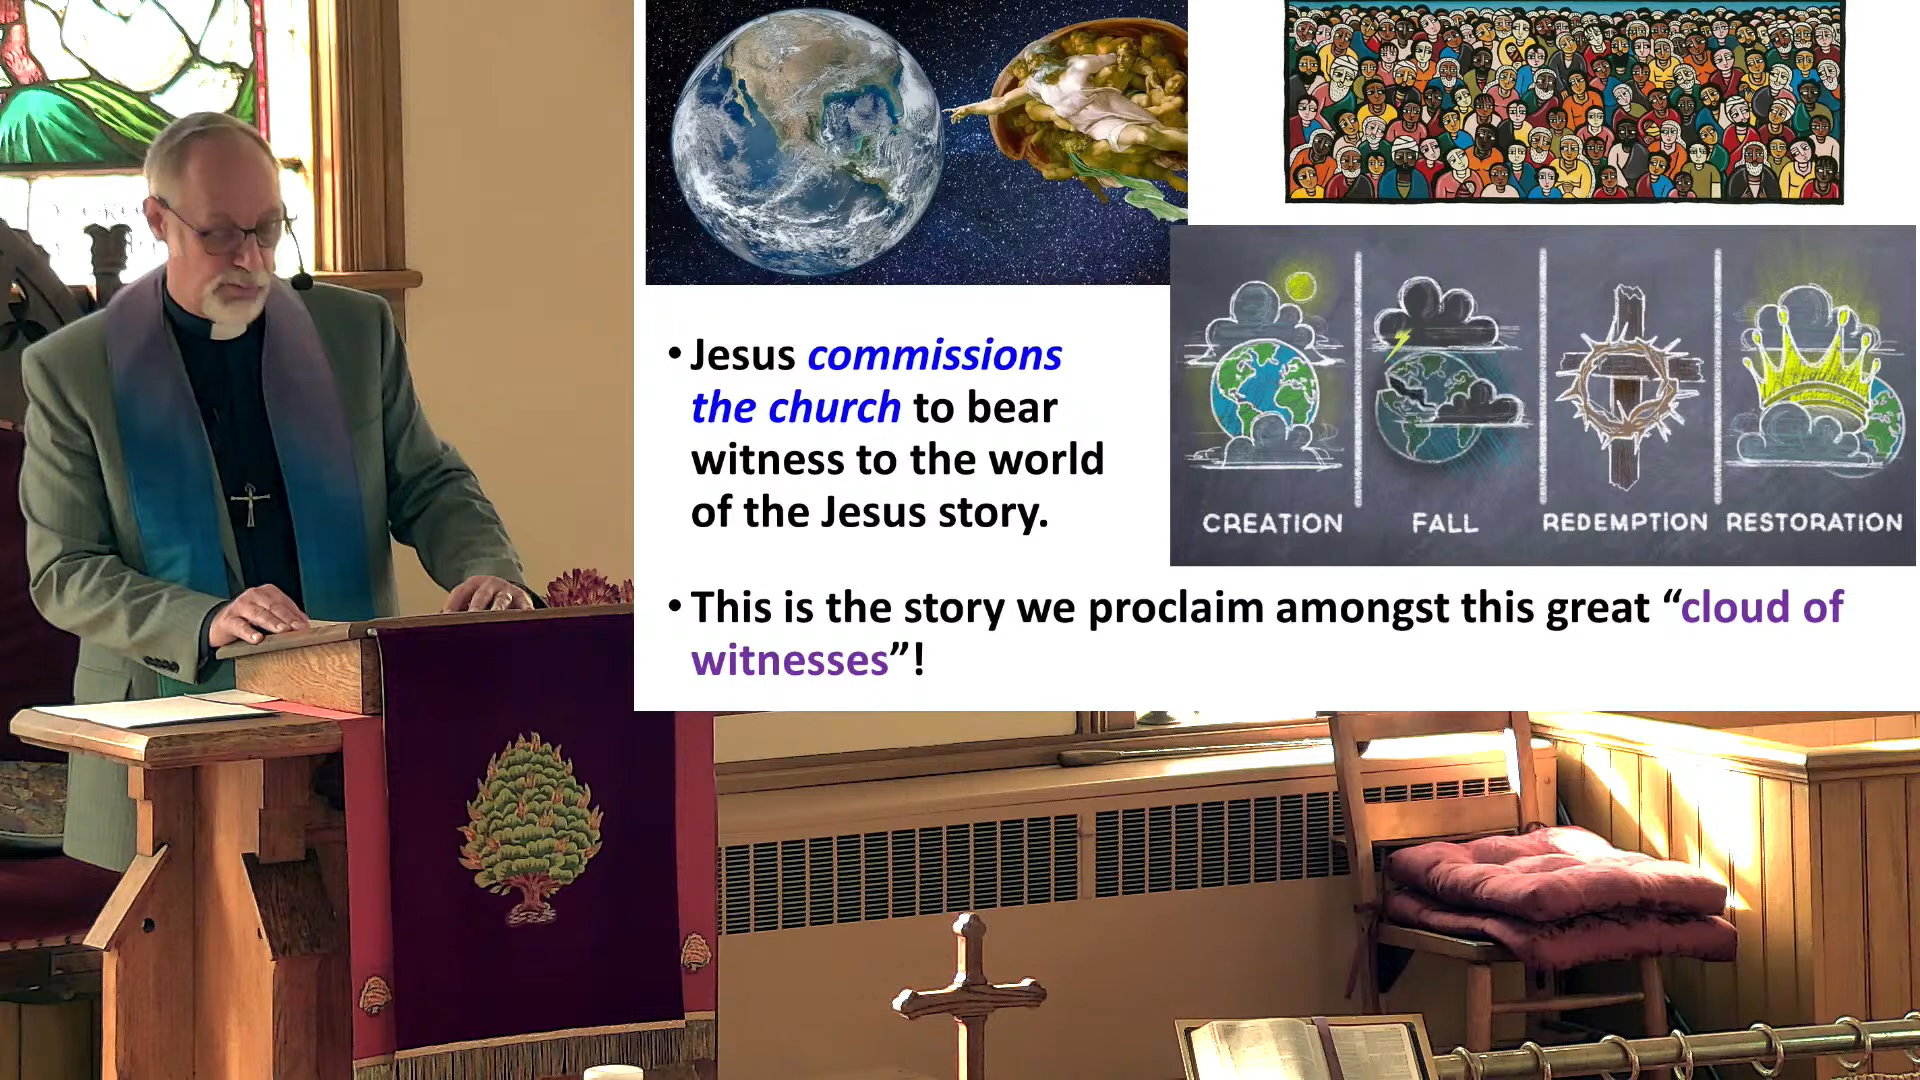 • Jesus commissions
the church to bear
witness to the world
of the Jesus story.
CREATION
FALL
REDEMPTION
RESTORATION
• This is the story we proclaim amongst this great “cloud of
witnesses”!